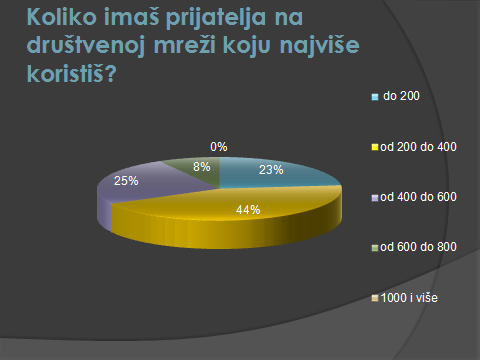 Koliko imaš prijatelja na
društvenoj mreži koju najviše
koristiš?
do 200
od 200 do 400
od 400 do 600
od 600 do 800
1000 i više
0%
8%
23%
25%
44%